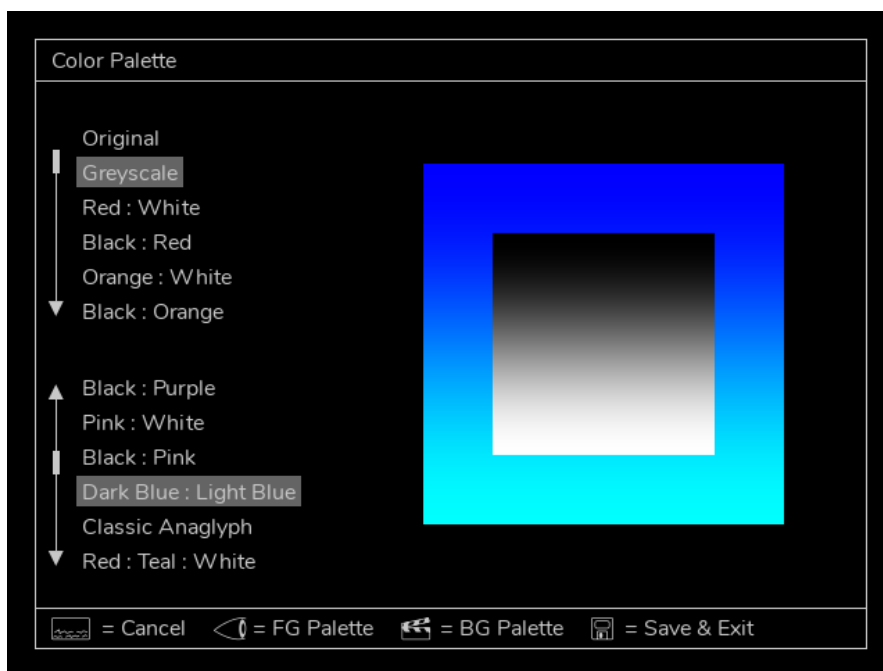 Color Palette
Original
Greyscale
Red : White
Black : Red
Orange : White
Black : Orange
Black : Purple
Pink : White
Black : Pink
Dark Blue : Light Blue
Classic Anaglyph
Red : Teal : White
= Cancel = FG Palette = BG Palette = Save & Exit